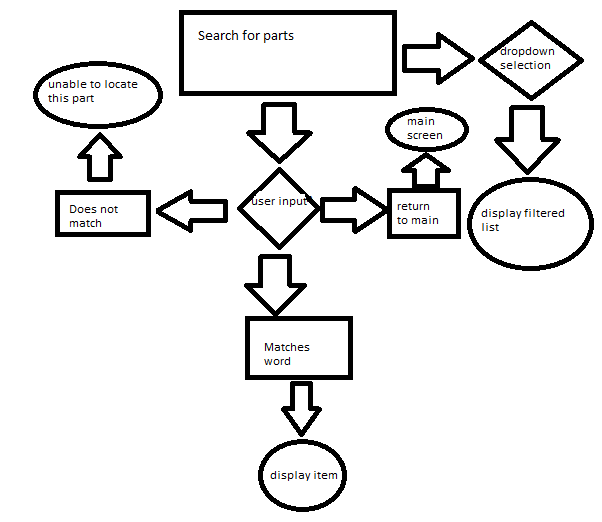 Search for parts
dropdown
selection
unable to locate
this part
main
screen
user input
Does not
match
return
to main
display filtered
list
Matches
word
display item